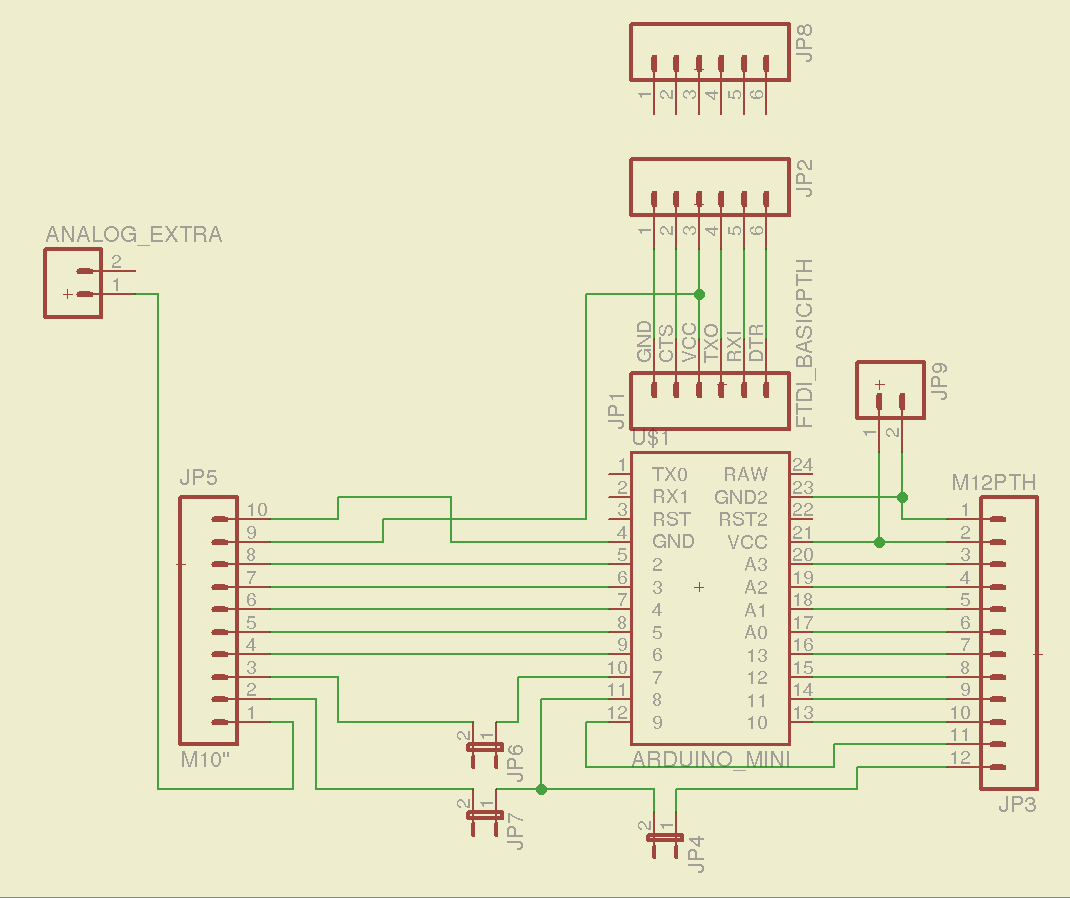 JP8
1 2 3 4 5 6
JP2
1 2 3 4 5 6
ANALOG_EXTRA
2
1
GND CTS VCC TXO RXI DTR
FTDI_BASICPTH
JP1
JP9
1 2
U$1
1 TX0 RAW 24
2 RX1 GND2 23
3 RST RST2 22
4 GND VCC 21
5 2 A3 20
6 3 A2 19
7 4 A1 18
8 5 A0 17
9 6 13 16
10 7 12 15
11 8 11 14
12 9 10 13
ARDUINO_MINI
JP5
10
9
8
7
6
5
4
3
2
1
M10"
M12PTH
1
2
3
4
5
6
7
8
9
10
11
12
JP3
2 1
JP6
2 1
JP7
2 1
JP4